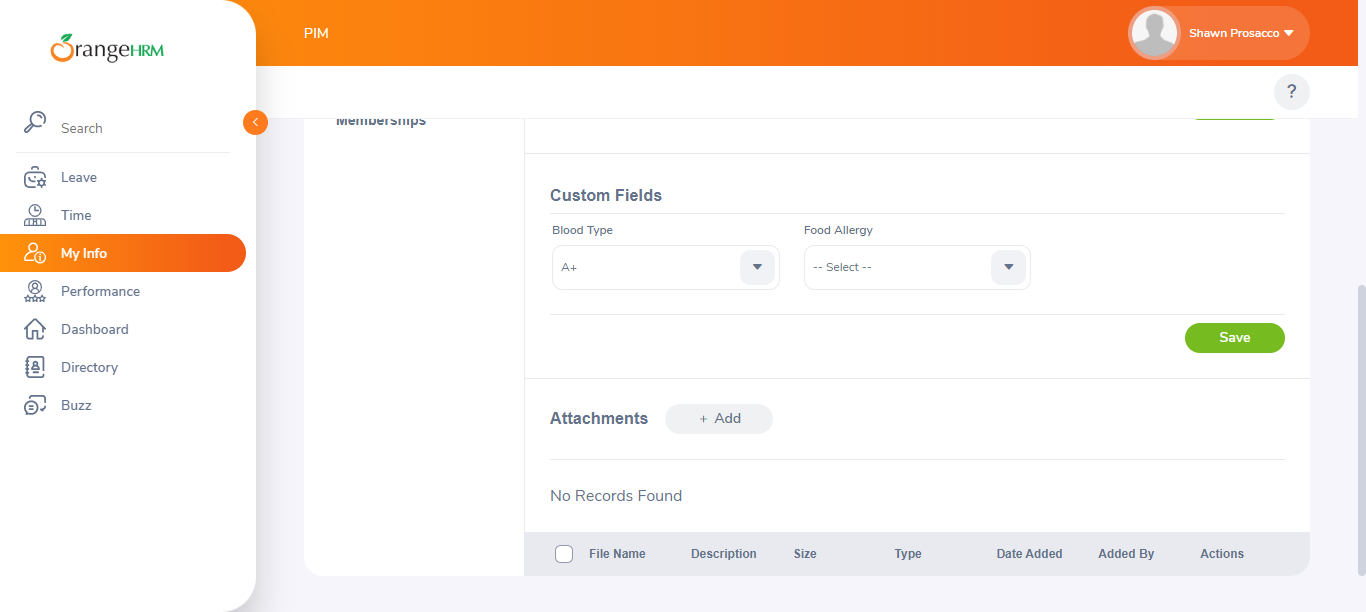 OrangeHRM
PIM
Shawn Prosacco
?
Search
Leave
Time
My Info
Performance
Dashboard
Directory
Buzz
Memberships
Custom Fields
Blood Type
Food Allergy
A+
-- Select --
Save
Attachments
+ Add
No Records Found
File Name
Description
Size
Type
Date Added
Added By
Actions